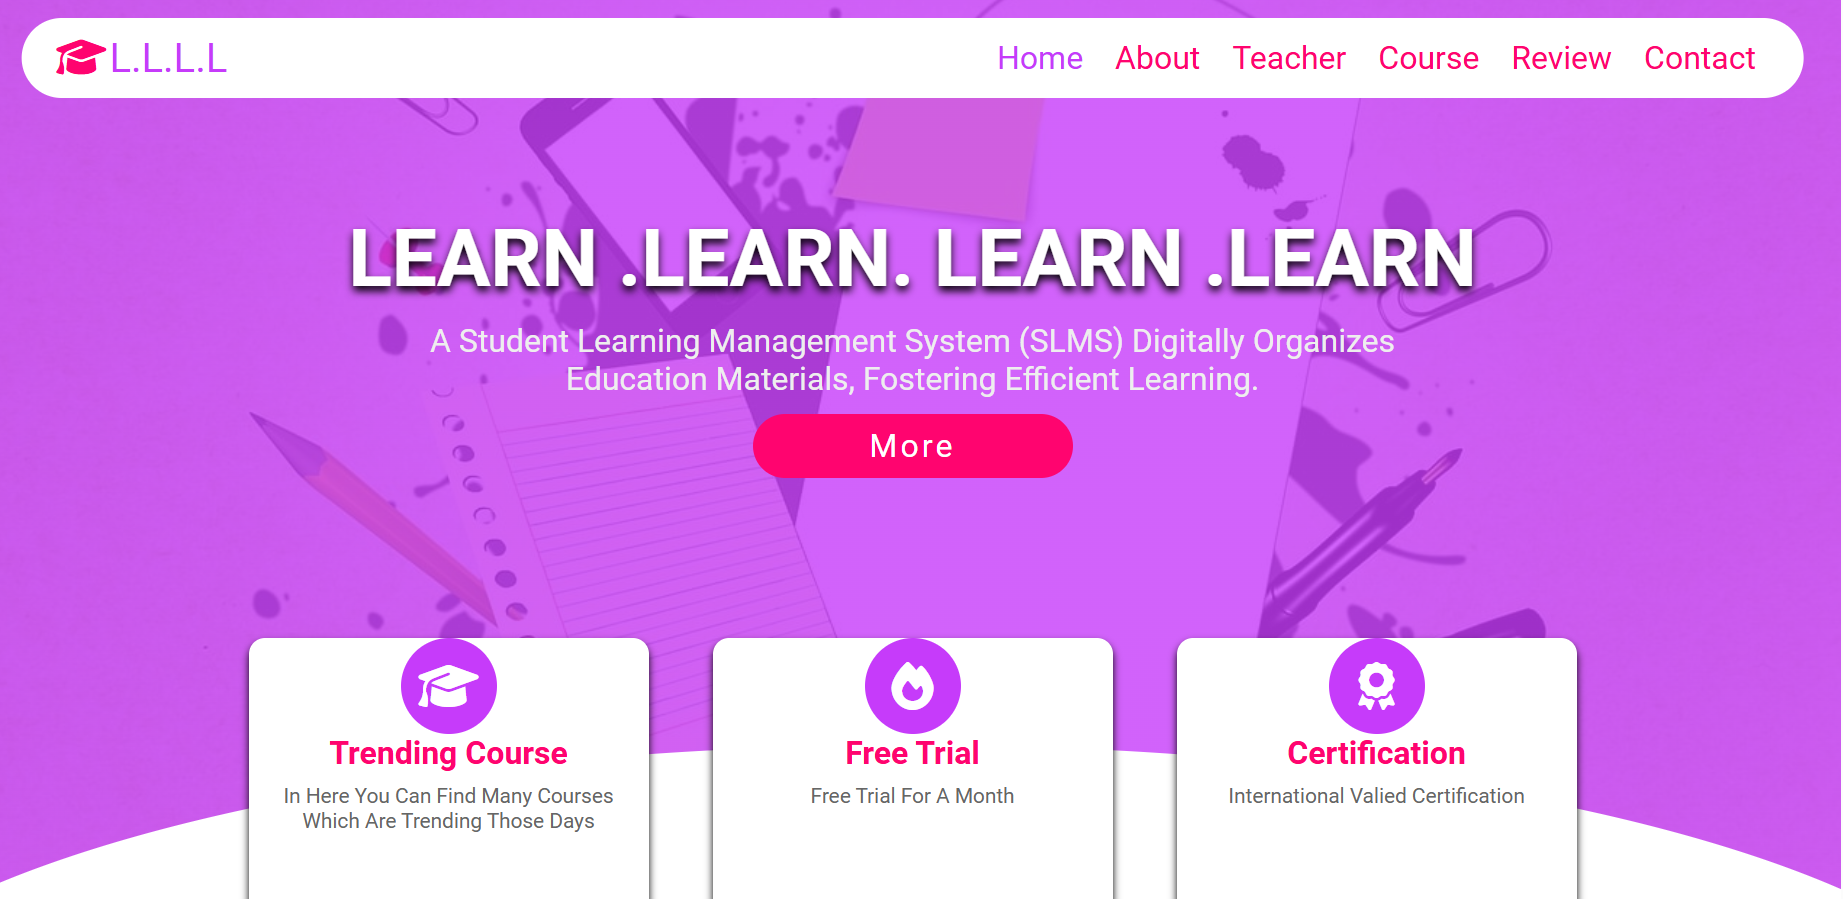 L.L.L.L
Home About Teacher Course Review Contact
LEARN .LEARN. LEARN .LEARN
A Student Learning Management System (SLMS) Digitally Organizes
Education Materials, Fostering Efficient Learning.
More
Trending Course
In Here You Can Find Many Courses
Which Are Trending Those Days
Free Trial
Free Trial For A Month
Certification
International Valied Certification